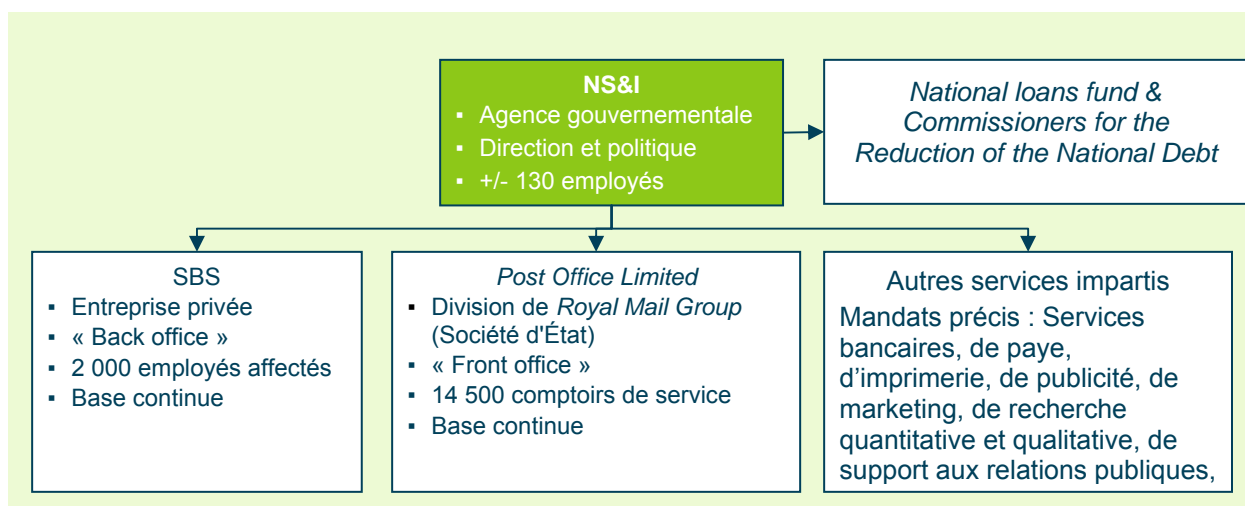 NS&I
▪ Agence gouvernementale
▪ Direction et politique
▪ +/- 130 employés
National loans fund &
Commissioners for the
Reduction of the National Debt
SBS
▪ Entreprise privée
▪ « Back office »
▪ 2 000 employés affectés
▪ Base continue
Post Office Limited
▪ Division de Royal Mail Group
(Société d'État)
▪ « Front office »
▪ 14 500 comptoirs de service
▪ Base continue
Autres services impartis
Mandats précis : Services
bancaires, de paye,
d’imprimerie, de publicité, de
marketing, de recherche
quantitative et qualitative, de
support aux relations publiques,